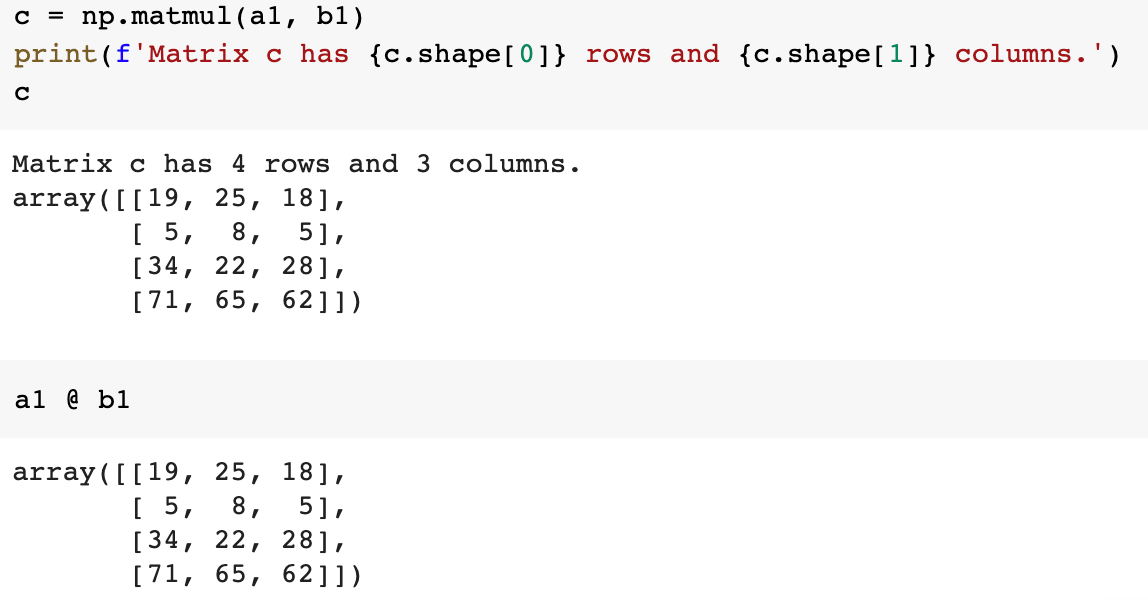 c = np.matmul(a1, b1)
print(f'Matrix c has {c.shape[0]} rows and {c.shape[1]} columns.')
c
Matrix c has 4 rows and 3 columns.
array([[19, 25, 18],
       [ 5,  8,  5],
       [34, 22, 28],
       [71, 65, 62]])
a1 @ b1
array([[19, 25, 18],
       [ 5,  8,  5],
       [34, 22, 28],
       [71, 65, 62]])